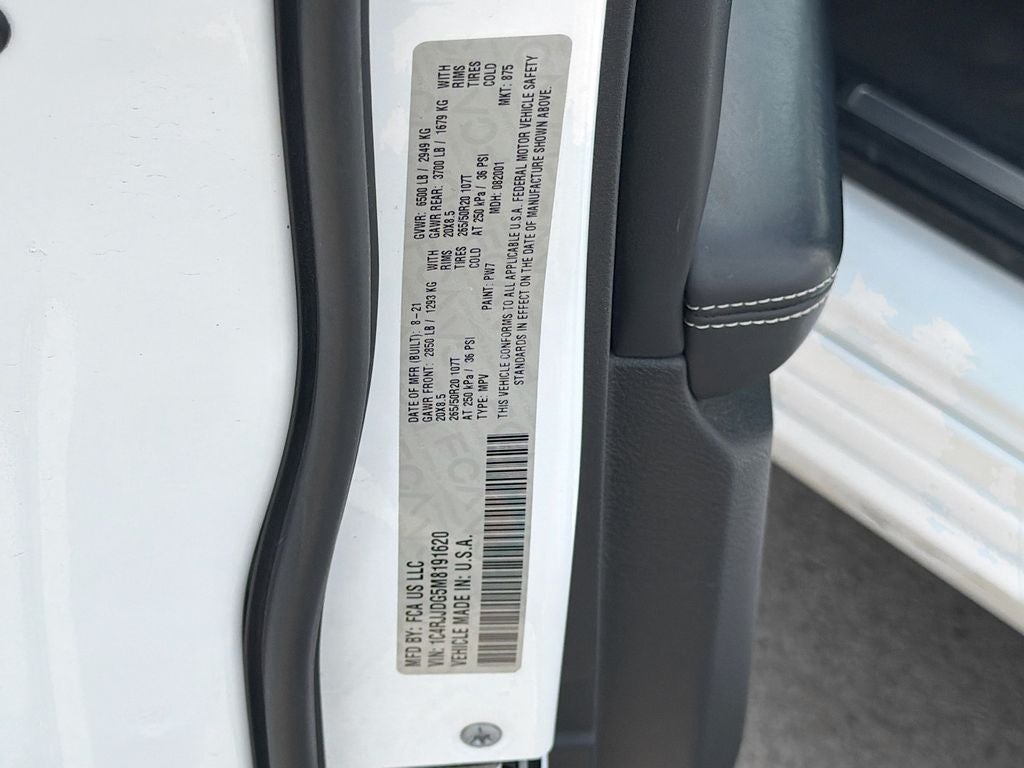 MFD BY: FCA US LLC
VIN: 1C4RJJDG5M8191620
VEHICLE MADE IN: U.S.A.
DATE OF MFR (BUILT): 8-21
GAWR FRONT: 2850 LB / 1293 KG WITH
20X8.5 RIMS
265/50R20 107T TIRES
AT 250 kPa / 36 PSI COLD
TYPE: MPV PAINT: PW7
GVWR: 6500 LB / 2949 KG
GAWR REAR: 3700 LB / 1679 KG WITH
20X8.5 RIMS
265/50R20 107T TIRES
AT 250 kPa / 36 PSI COLD
MDH: 082001 MKT: 875
THIS VEHICLE CONFORMS TO ALL APPLICABLE U.S.A. FEDERAL MOTOR VEHICLE SAFETY
STANDARDS IN EFFECT ON THE DATE OF MANUFACTURE SHOWN ABOVE.